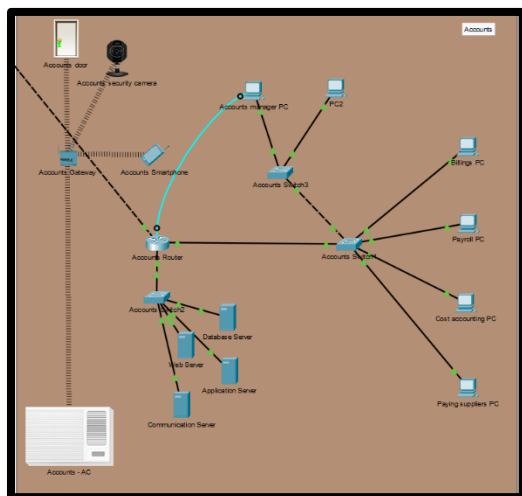 Accounts
Accounts door
Accounts security camera
Accounts manager PC
PC2
Billings PC
Accounts Gateway
Accounts Smartphone
Accounts Switch3
Payroll PC
Accounts Router
Accounts Switch1
Accounts Switch2
Cost accounting PC
Database Server
Web Server
Application Server
Paying suppliers PC
Communication Server
Accounts - AC